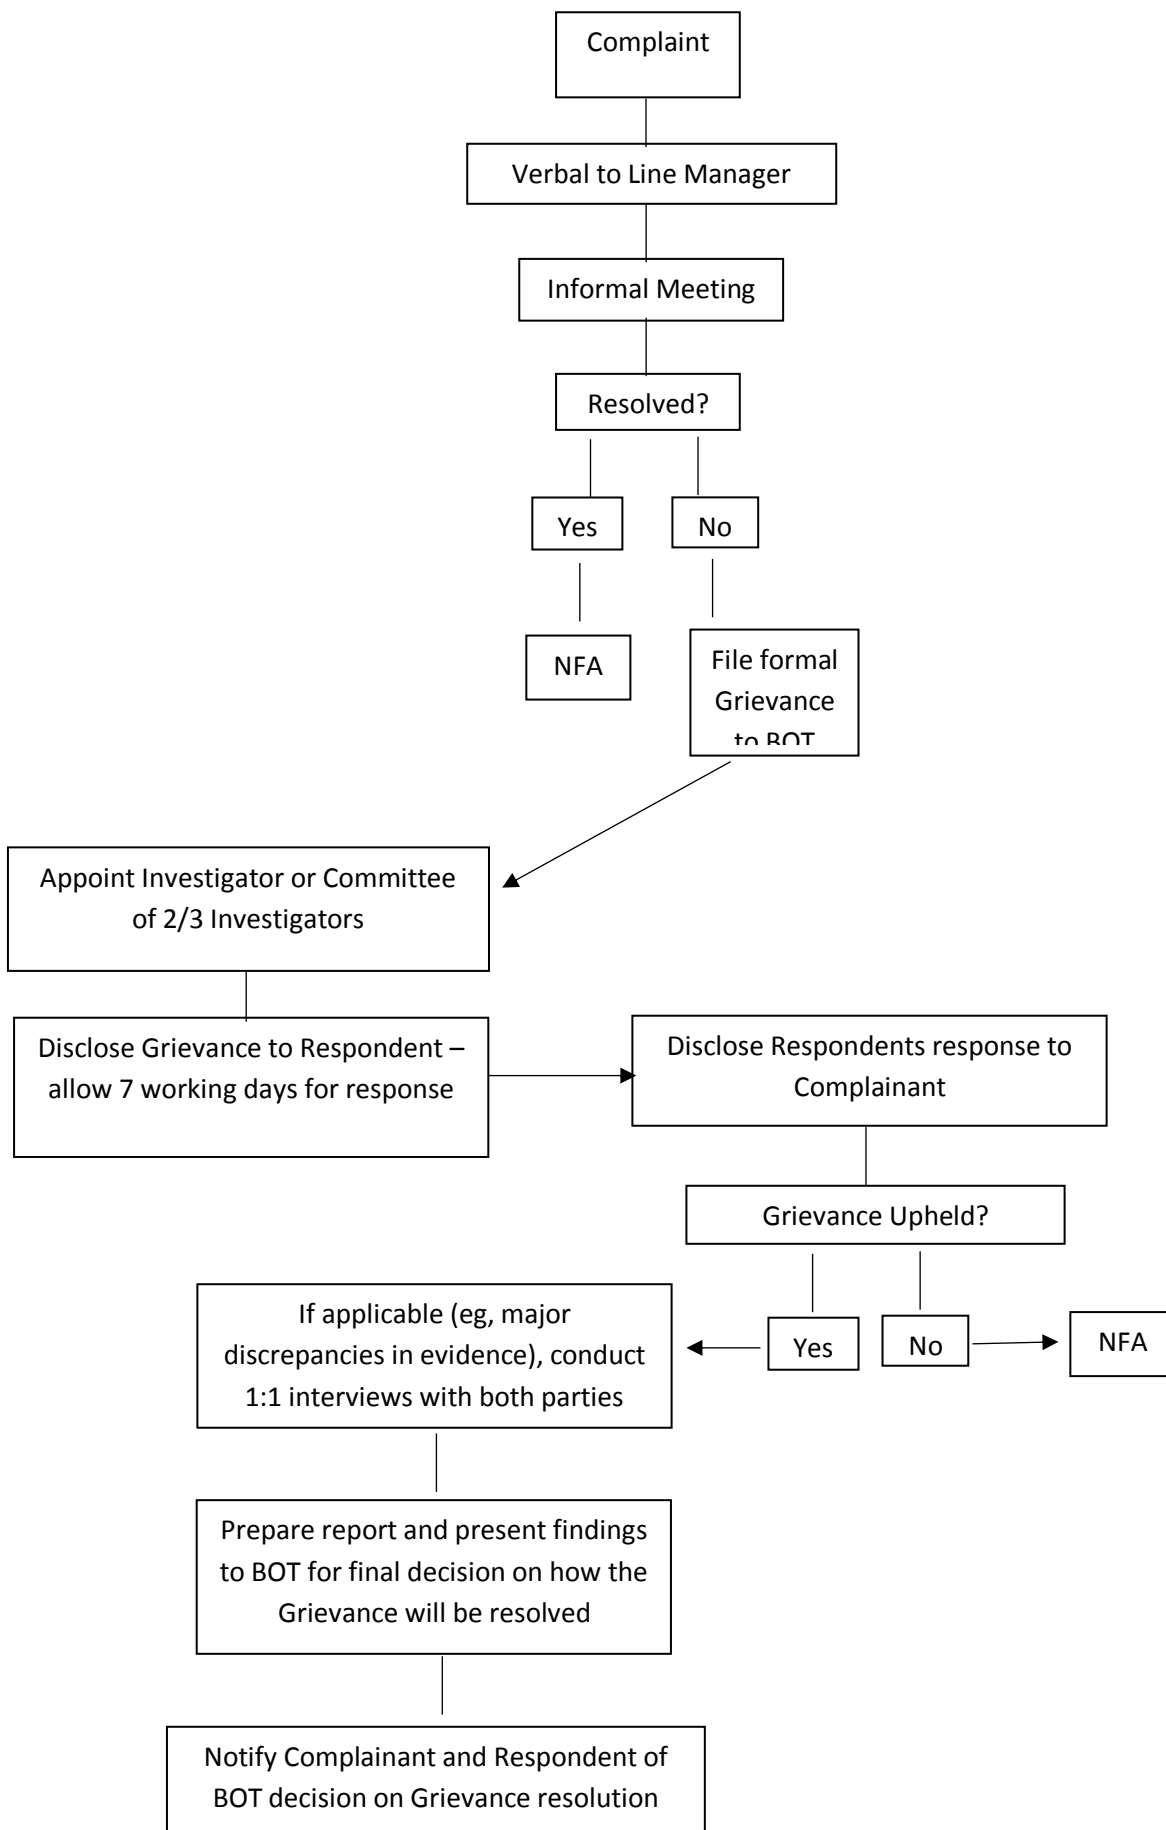 Complaint
Verbal to Line Manager
Informal Meeting
Resolved?
Yes
No
NFA
File formal
Grievance
to BOT
Appoint Investigator or Committee
of 2/3 Investigators
Disclose Grievance to Respondent –
allow 7 working days for response
Disclose Respondents response to
Complainant
Grievance Upheld?
If applicable (eg, major
discrepancies in evidence), conduct
1:1 interviews with both parties
Yes
No
NFA
Prepare report and present findings
to BOT for final decision on how the
Grievance will be resolved
Notify Complainant and Respondent of
BOT decision on Grievance resolution